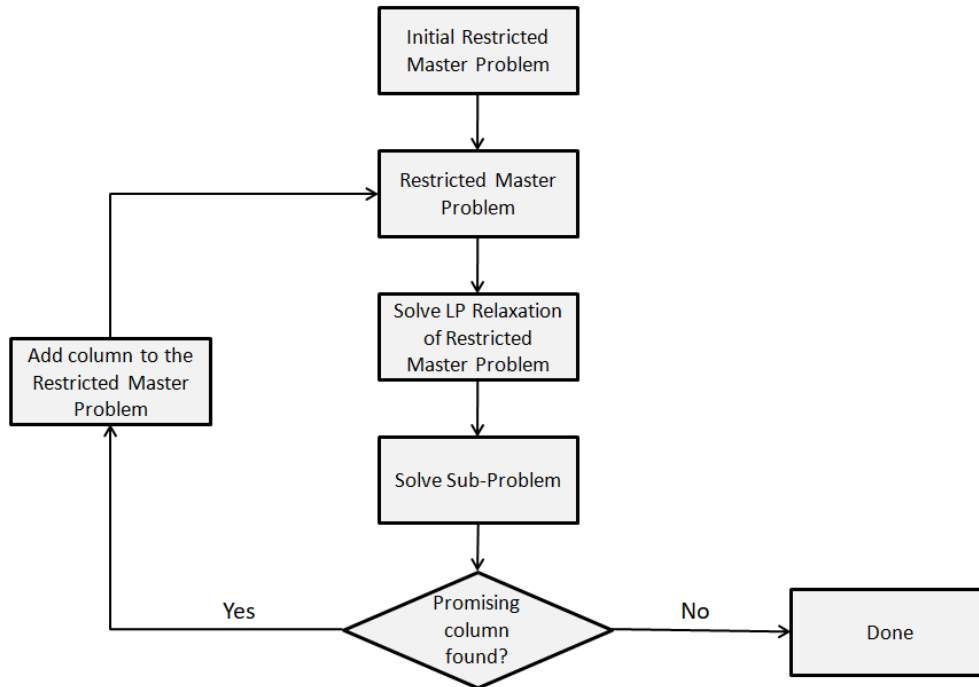 Initial Restricted
Master Problem
Restricted Master
Problem
Solve LP Relaxation
of Restricted
Master Problem
Add column to the
Restricted Master
Problem
Solve Sub-Problem
Promising
column
found?
Yes
No
Done